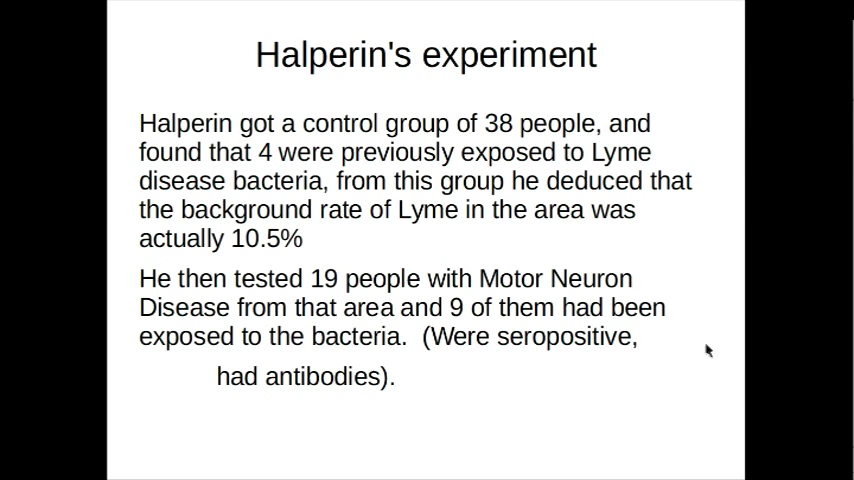 Halperin's experiment
Halperin got a control group of 38 people, and
found that 4 were previously exposed to Lyme
disease bacteria, from this group he deduced that
the background rate of Lyme in the area was
actually 10.5%
He then tested 19 people with Motor Neuron
Disease from that area and 9 of them had been
exposed to the bacteria.  (Were seropositive,
had antibodies).